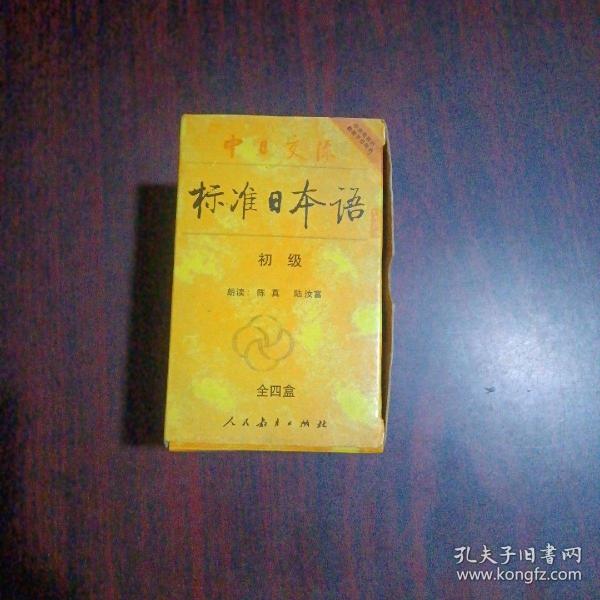 中日交流
标准日本语
初级
朗读：陈真 陆汝富
全四盒
人民教育出版社
孔夫子旧书网
www.kongfz.com